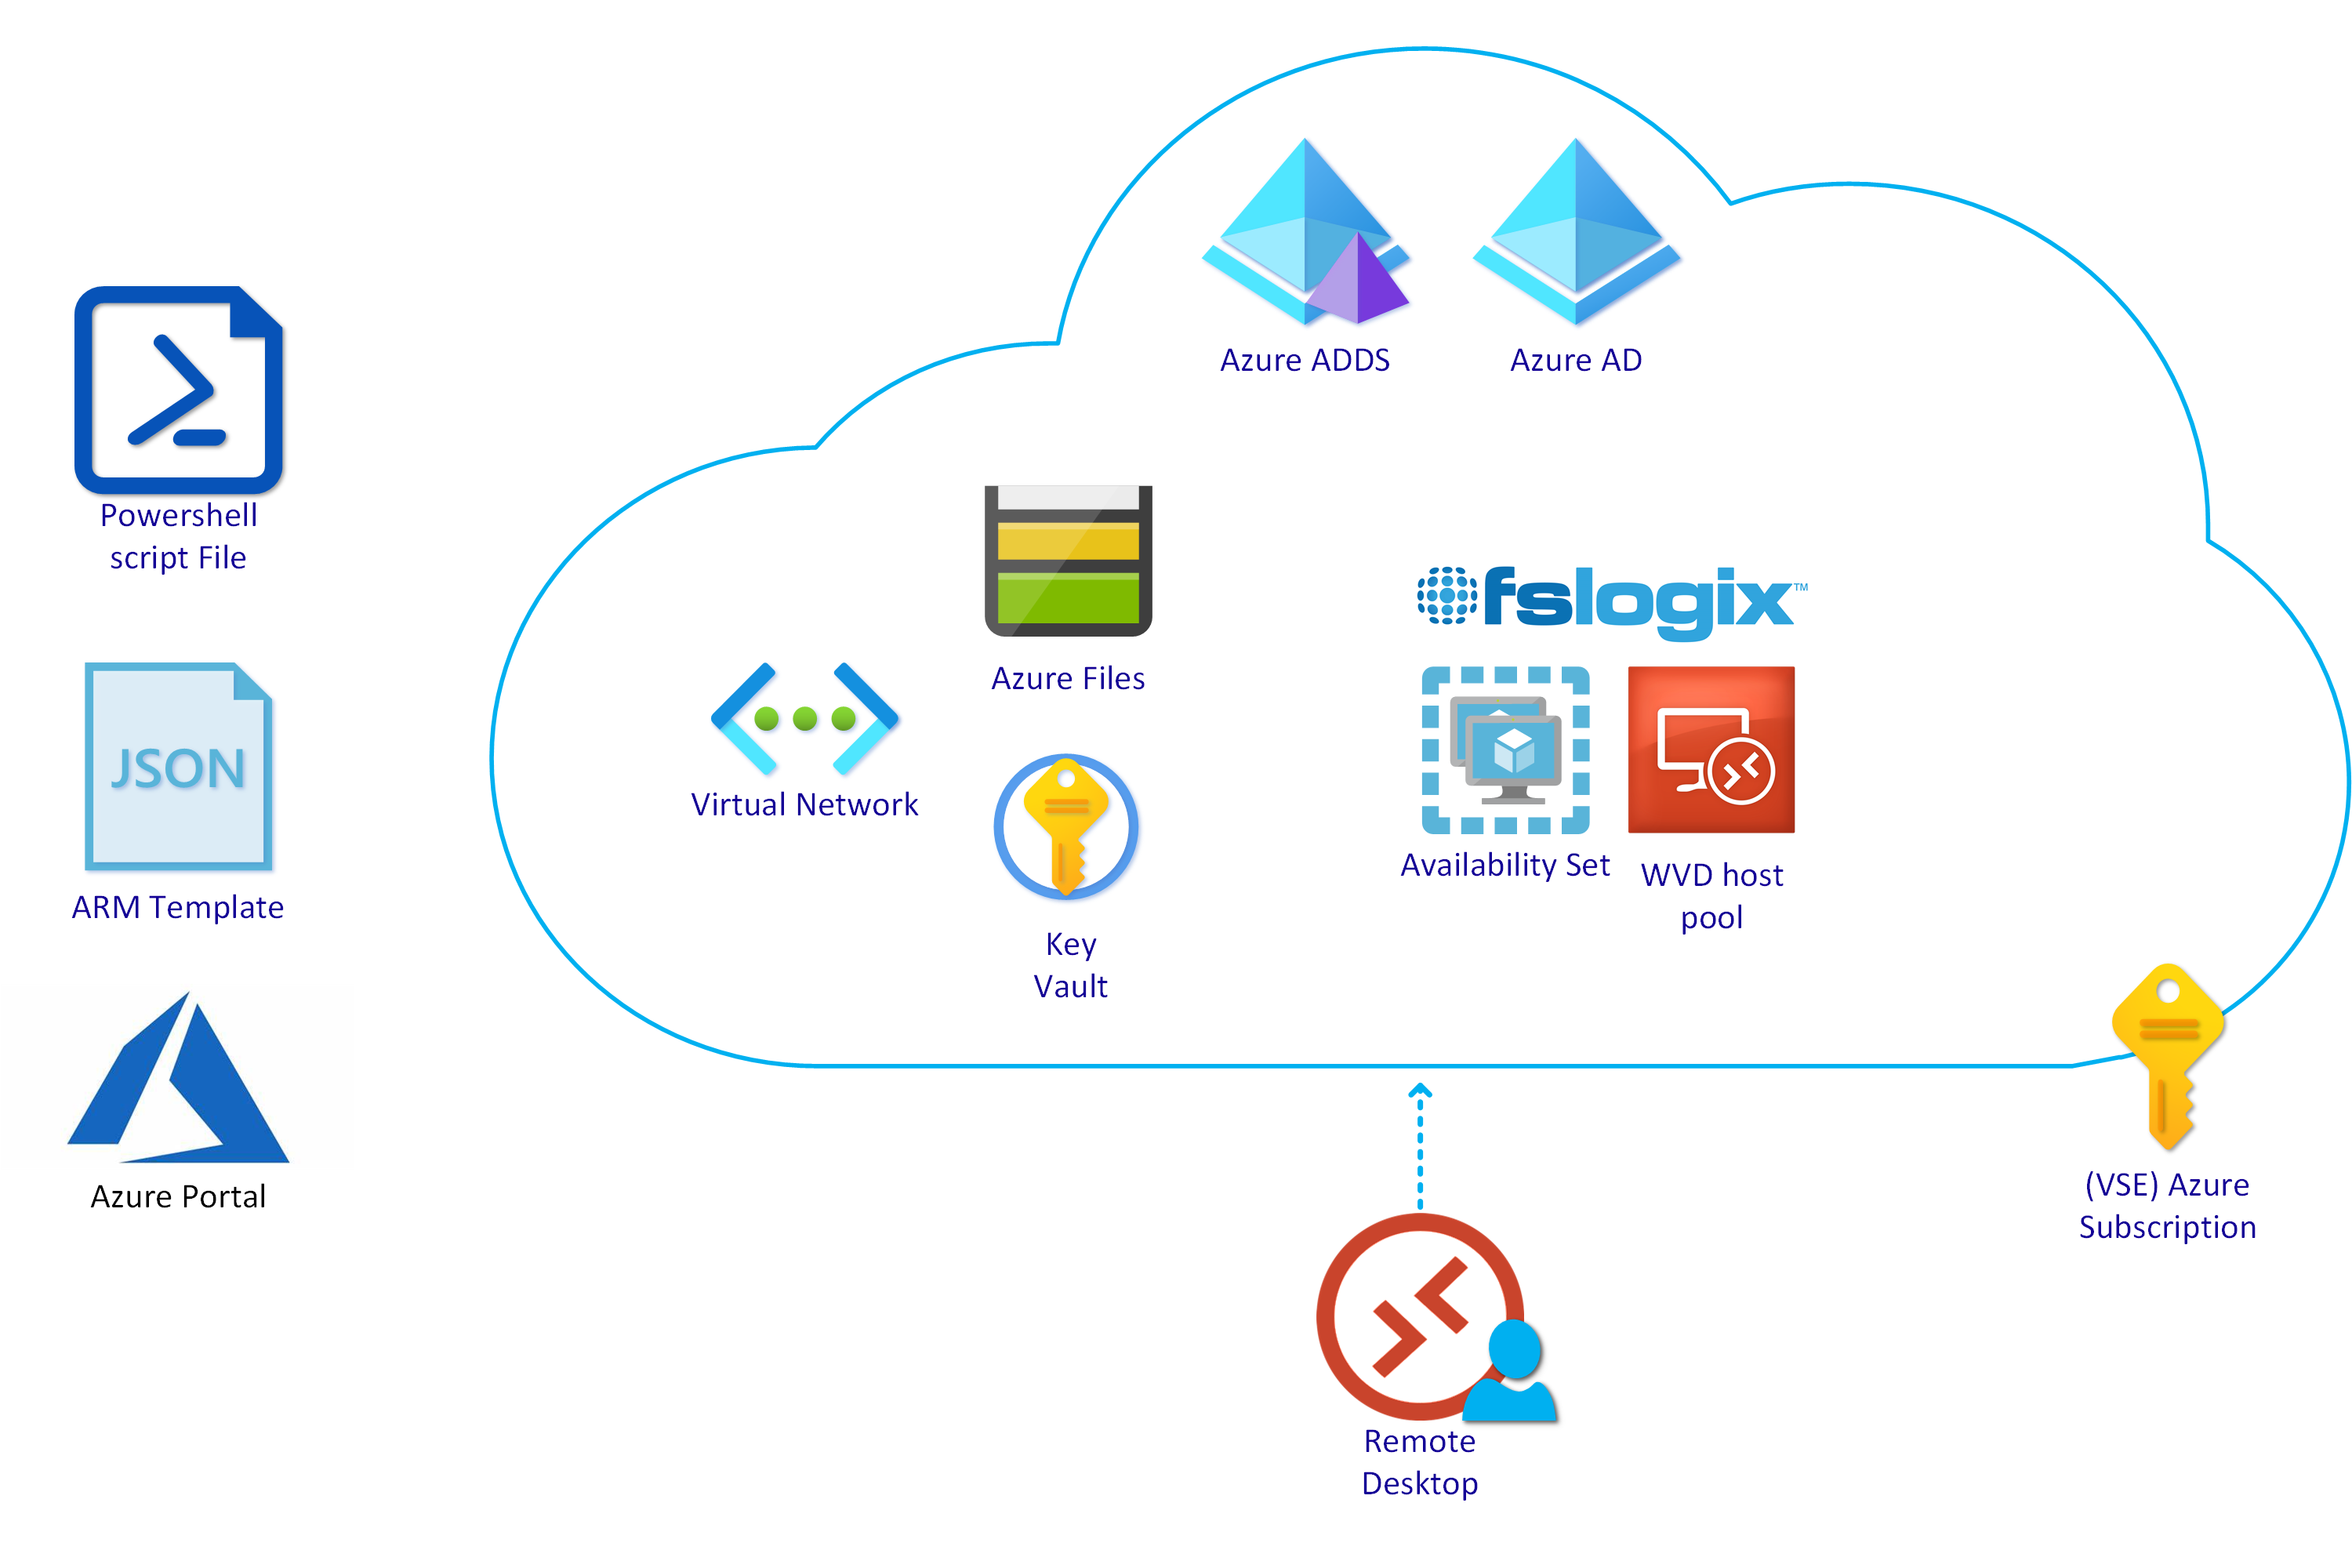 Azure ADDS
Azure AD
Powershell
script File
Azure Files
fslogix™
JSON
Virtual Network
Availability Set
WVD host
pool
ARM Template
Key
Vault
Azure Portal
(VSE) Azure
Subscription
Remote
Desktop